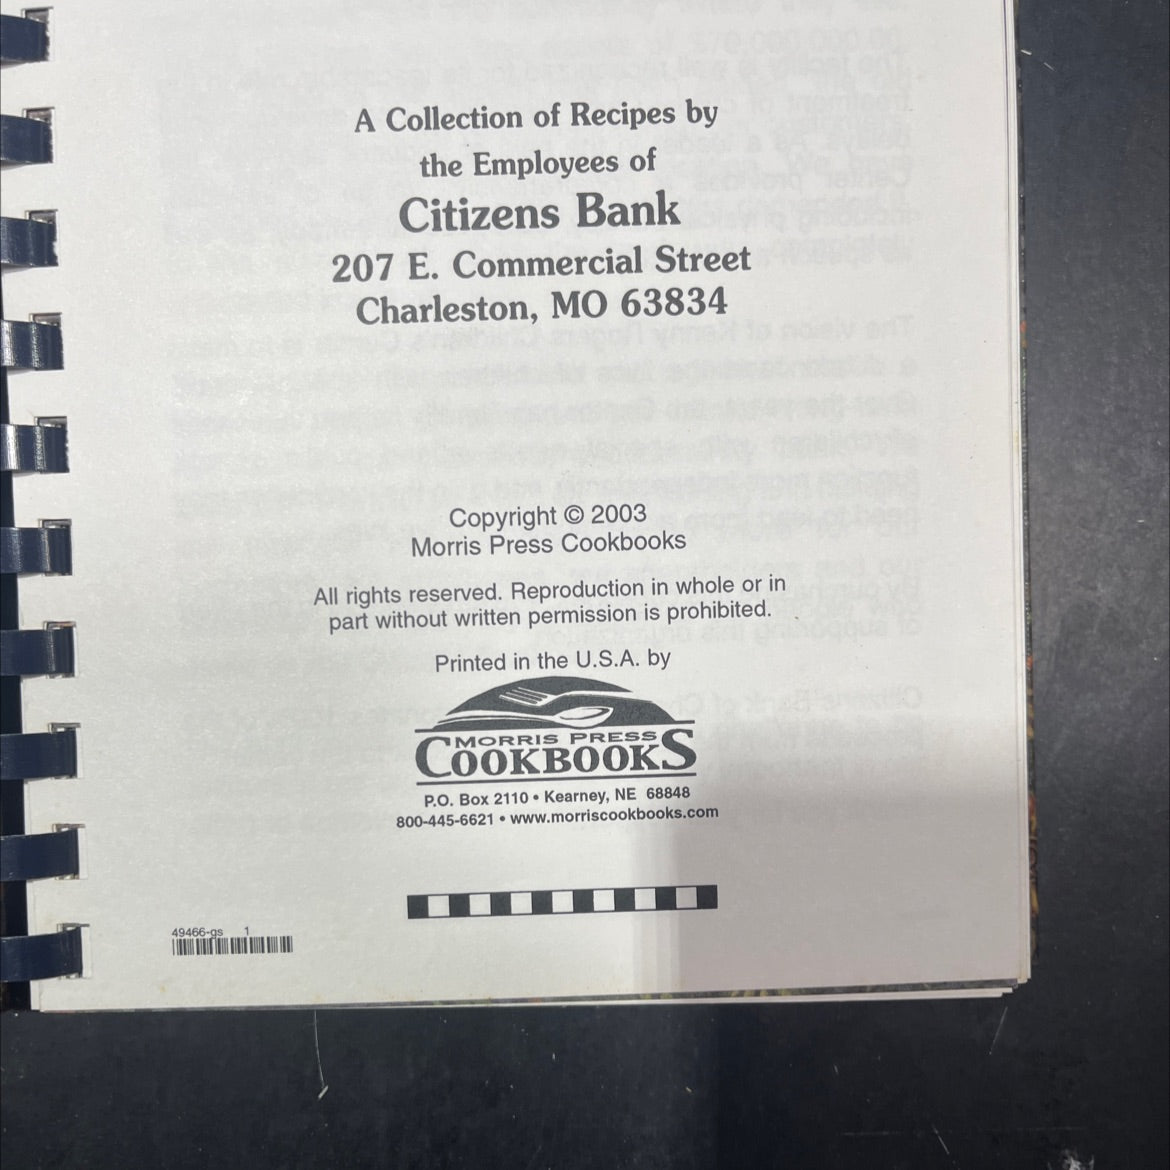 A Collection of Recipes by
the Employees of
Citizens Bank
207 E. Commercial Street
Charleston, MO 63834
Copyright © 2003
Morris Press Cookbooks
All rights reserved. Reproduction in whole or in
part without written permission is prohibited.
Printed in the U.S.A. by
MORRIS PRESS
COOKBOOKS
P.O. Box 2110 • Kearney, NE 68848
800-445-6621 • www.morriscookbooks.com
49466-gs 1